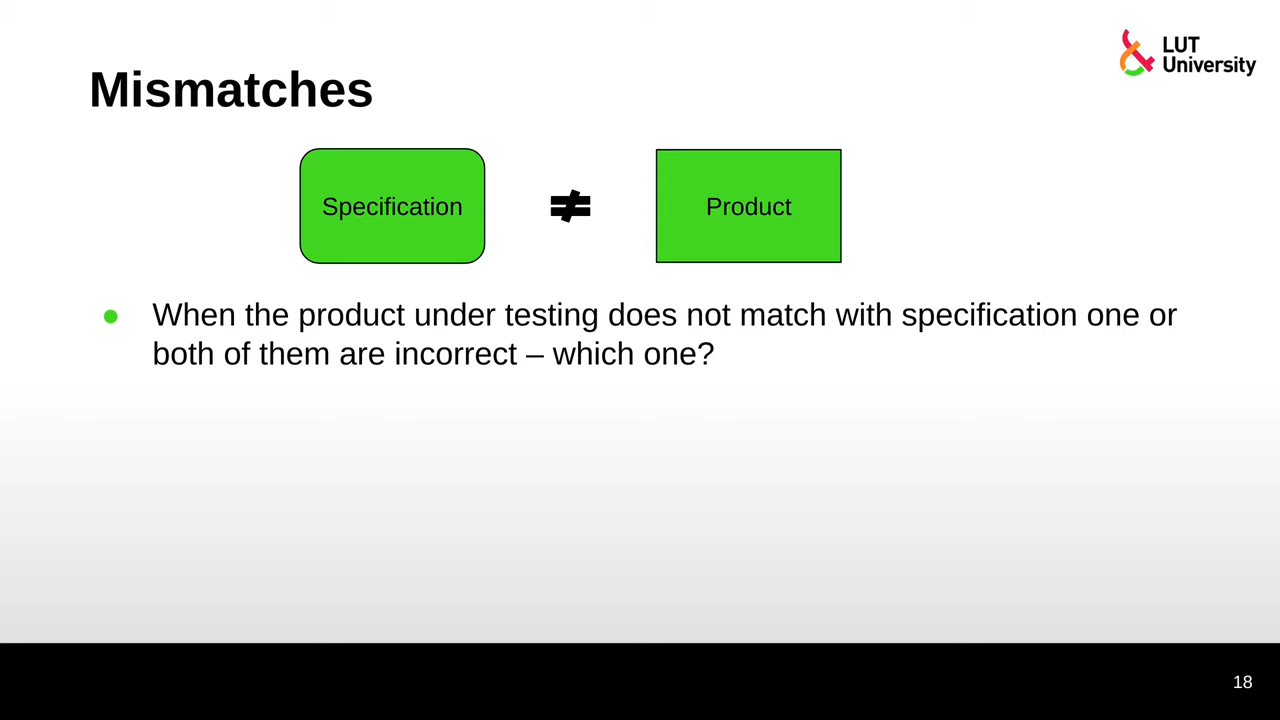 LUT
University
Mismatches
Specification
≠
Product
● When the product under testing does not match with specification one or
both of them are incorrect – which one?
18